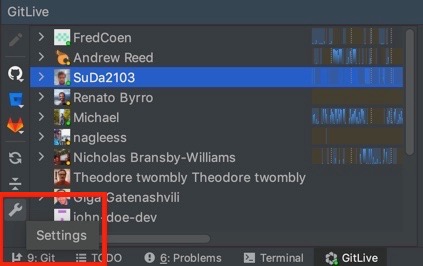 GitLive
FredCoen
Andrew Reed
SuDa2103
Renato Byrro
Michael
nagleess
Nicholas Bransby-Williams
Theodore twombly Theodore twombly
Giga Gatenashvili
john-doe-dev
Settings
9: Git TODO 6: Problems Terminal GitLive